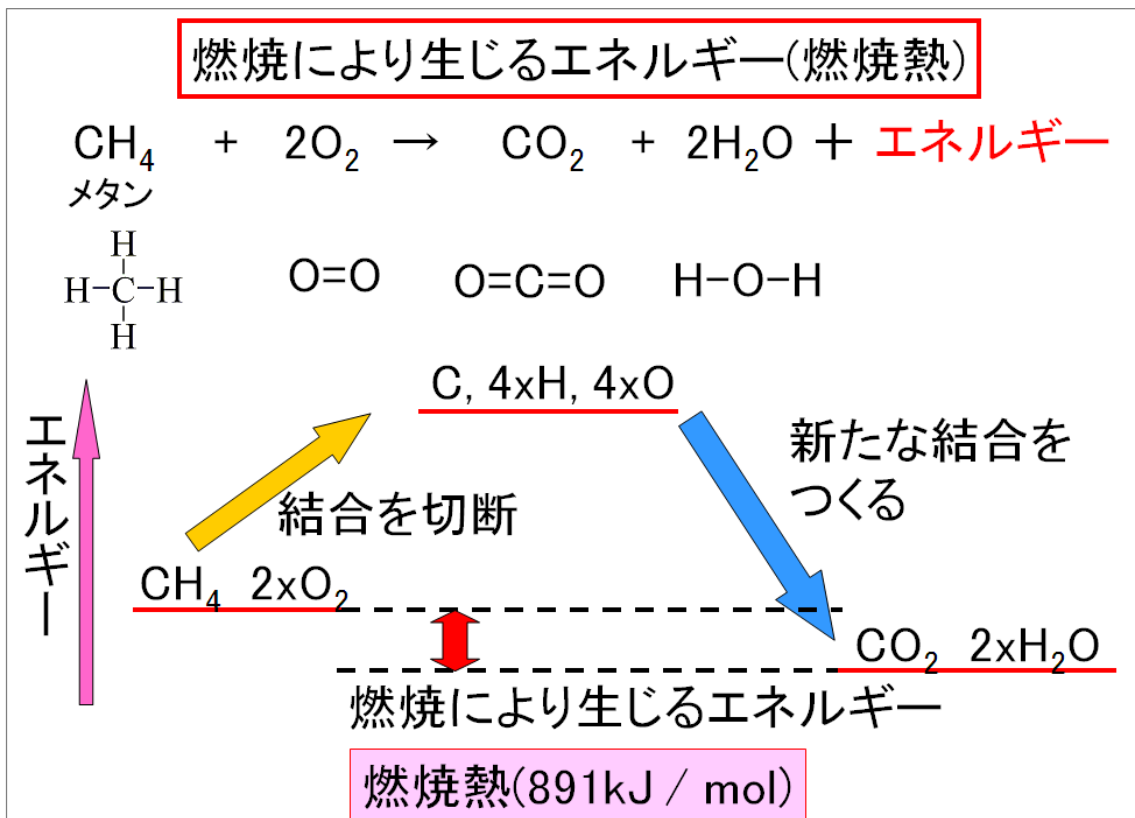 燃焼により生じるエネルギー(燃焼熱)
CH₄ + 2O₂ → CO₂ + 2H₂O + エネルギー
メタン
H
H-C-H
H
O=O O=C=O H-O-H
C, 4xH, 4xO
エネルギー
結合を切断
新たな結合を
つくる
CH₄ 2xO₂
CO₂ 2xH₂O
燃焼により生じるエネルギー
燃焼熱(891kJ / mol)